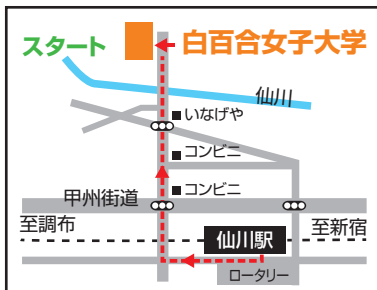 スタート
白百合女子大学
仙川
いなげや
コンビニ
コンビニ
甲州街道
至調布
至新宿
仙川駅
ロータリー